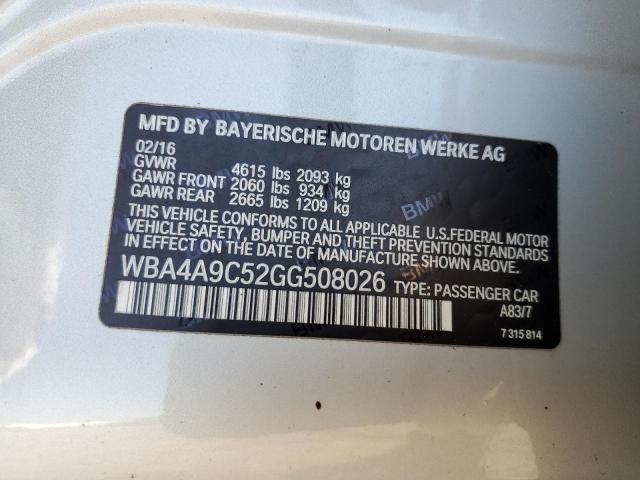 MFD BY BAYERISCHE MOTOREN WERKE AG
02/16
GVWR 4615 lbs 2093 kg
GAWR FRONT 2060 lbs 934 kg
GAWR REAR 2665 lbs 1209 kg
THIS VEHICLE CONFORMS TO ALL APPLICABLE U.S.FEDERAL MOTOR
VEHICLE SAFETY, BUMPER AND THEFT PREVENTION STANDARDS
IN EFFECT ON THE DATE OF MANUFACTURE SHOWN ABOVE.
WBA4A9C52GG508026 TYPE: PASSENGER CAR
A83/7
7 315 814
BMW
BMW
BMW